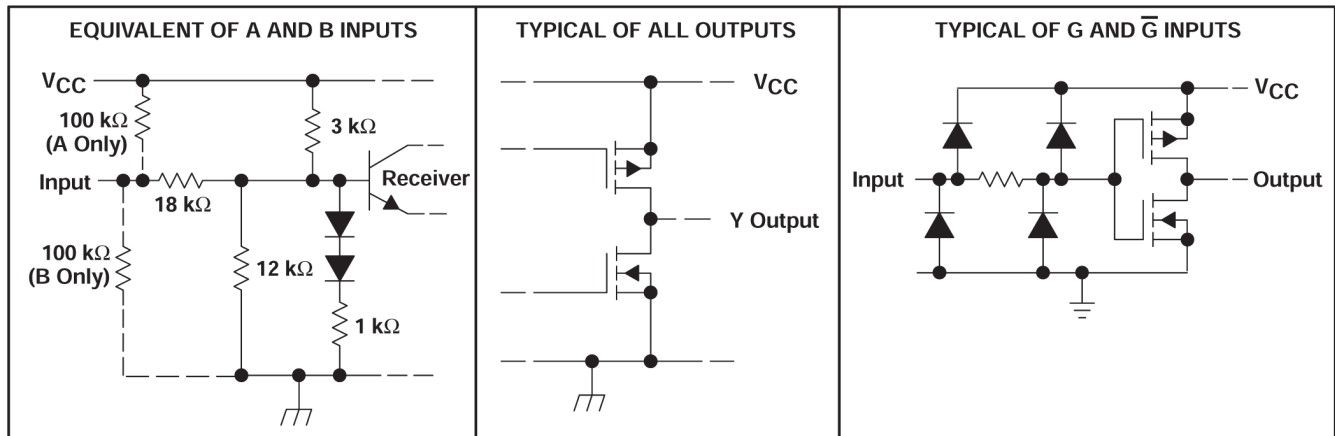 EQUIVALENT OF A AND B INPUTS
VCC
100 kΩ
(A Only)
3 kΩ
Input
18 kΩ
Receiver
100 kΩ
(B Only)
12 kΩ
1 kΩ
TYPICAL OF ALL OUTPUTS
VCC
Y Output
TYPICAL OF G AND G̅ INPUTS
VCC
Input
Output